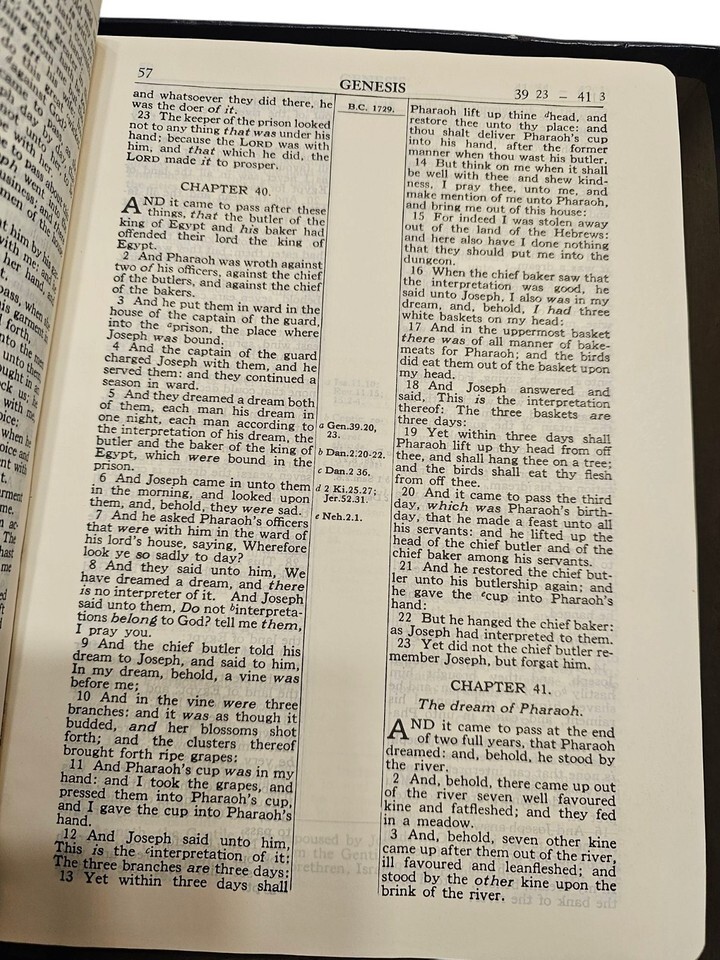 57
GENESIS
39 23 – 41 3
and whatsoever they did there, he
was the doer of it.
23 The keeper of the prison looked
not to any thing that was under his
hand; because the LORD was with
him, and that which he did, the
LORD made it to prosper.
CHAPTER 40.
AND it came to pass after these
things, that the butler of the
king of Egypt and his baker had
offended their lord the king of
Egypt.
2 And Pharaoh was wroth against
two of his officers, against the chief
of the butlers, and against the chief
of the bakers.
3 And he put them in ward in the
house of the captain of the guard,
into the aprison, the place where
Joseph was bound.
4 And the captain of the guard
charged Joseph with them, and he
served them: and they continued a
season in ward.
5 And they dreamed a dream both
of them, each man his dream in
one night, each man according to
the interpretation of his dream, the
butler and the baker of the king of
Egypt, which were bound in the
prison.
6 And Joseph came in unto them
in the morning, and looked upon
them, and, behold, they were sad.
7 And he asked Pharaoh's officers
that were with him in the ward of
his lord's house, saying, Wherefore
look ye so sadly to day?
8 And they said unto him, We
have dreamed a dream, and there
is no interpreter of it. And Joseph
said unto them, Do not binterpreta-
tions belong to God? tell me them,
I pray you.
9 And the chief butler told his
dream to Joseph, and said to him,
In my dream, behold, a vine was
before me;
10 And in the vine were three
branches: and it was as though it
budded, and her blossoms shot
forth; and the clusters thereof
brought forth ripe grapes:
11 And Pharaoh's cup was in my
hand: and I took the grapes, and
pressed them into Pharaoh's cup,
and I gave the cup into Pharaoh's
hand.
12 And Joseph said unto him,
This is the cinterpretation of it:
The three branches are three days:
13 Yet within three days shall
B.C. 1729.
a Gen.39.20,
23.
b Dan.2.20-22.
c Dan.2 36.
d 2 Ki.25.27;
Jer.52.31.
e Neh.2.1.
Pharaoh lift up thine dhead, and
restore thee unto thy place: and
thou shalt deliver Pharaoh's cup
into his hand, after the former
manner when thou wast his butler.
14 But think on me when it shall
be well with thee and shew kind-
ness, I pray thee, unto me, and
make mention of me unto Pharaoh,
and bring me out of this house:
15 For indeed I was stolen away
out of the land of the Hebrews:
and here also have I done nothing
that they should put me into the
dungeon.
16 When the chief baker saw that
the interpretation was good, he
said unto Joseph, I also was in my
dream, and, behold, I had three
white baskets on my head:
17 And in the uppermost basket
there was of all manner of bake-
meats for Pharaoh; and the birds
did eat them out of the basket upon
my head.
18 And Joseph answered and
said, This is the interpretation
thereof: The three baskets are
three days:
19 Yet within three days shall
Pharaoh lift up thy head from off
thee, and shall hang thee on a tree;
and the birds shall eat thy flesh
from off thee.
20 And it came to pass the third
day, which was Pharaoh's birth-
day, that he made a feast unto all
his servants: and he lifted up the
head of the chief butler and of the
chief baker among his servants.
21 And he restored the chief but-
ler unto his butlership again; and
he gave the ecup into Pharaoh's
hand:
22 But he hanged the chief baker:
as Joseph had interpreted to them.
23 Yet did not the chief butler re-
member Joseph, but forgat him.
CHAPTER 41.
The dream of Pharaoh.
AND it came to pass at the end
of two full years, that Pharaoh
dreamed: and, behold, he stood by
the river.
2 And, behold, there came up out
of the river seven well favoured
kine and fatfleshed; and they fed
in a meadow.
3 And, behold, seven other kine
came up after them out of the river,
ill favoured and leanfleshed; and
stood by the other kine upon the
brink of the river.